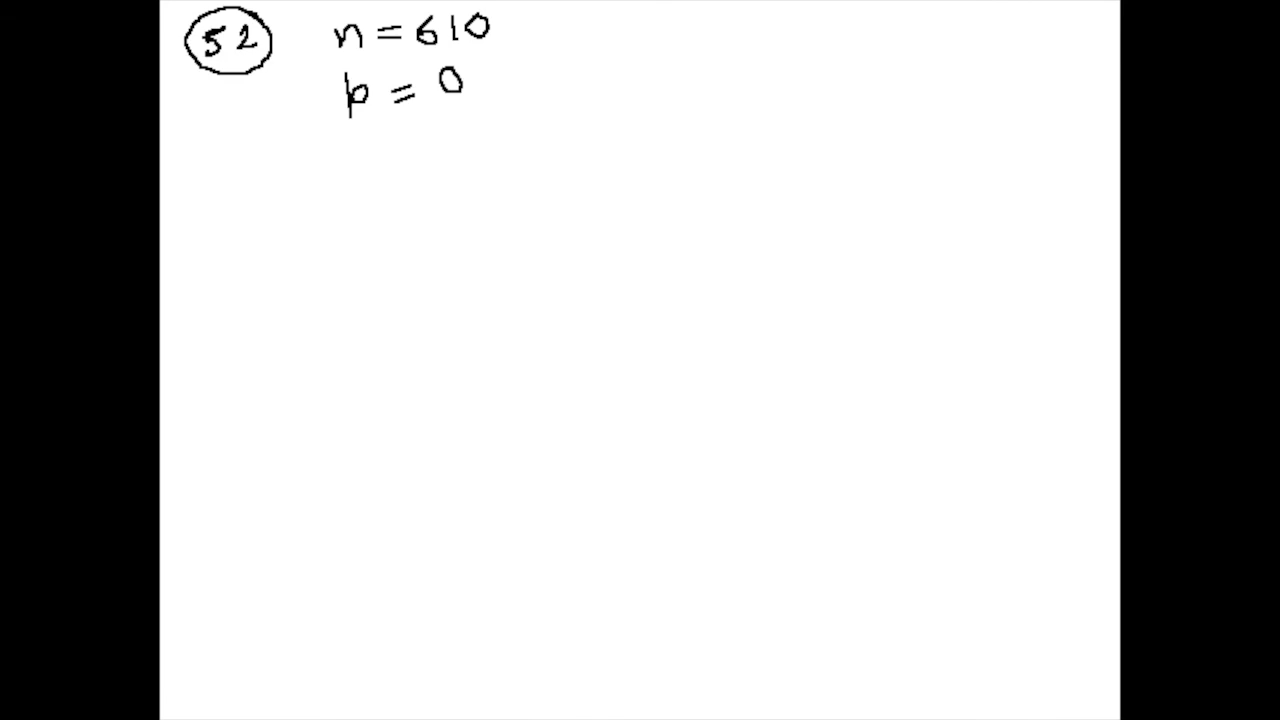 52 n = 610
p = 0